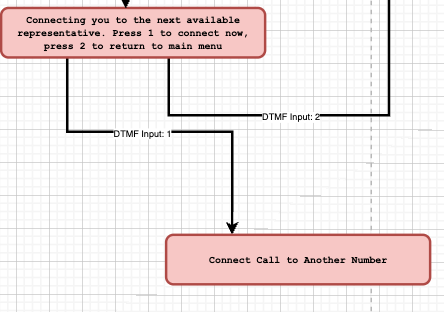 Connecting you to the next available
representative. Press 1 to connect now,
press 2 to return to main menu
DTMF Input: 2
DTMF Input: 1
Connect Call to Another Number